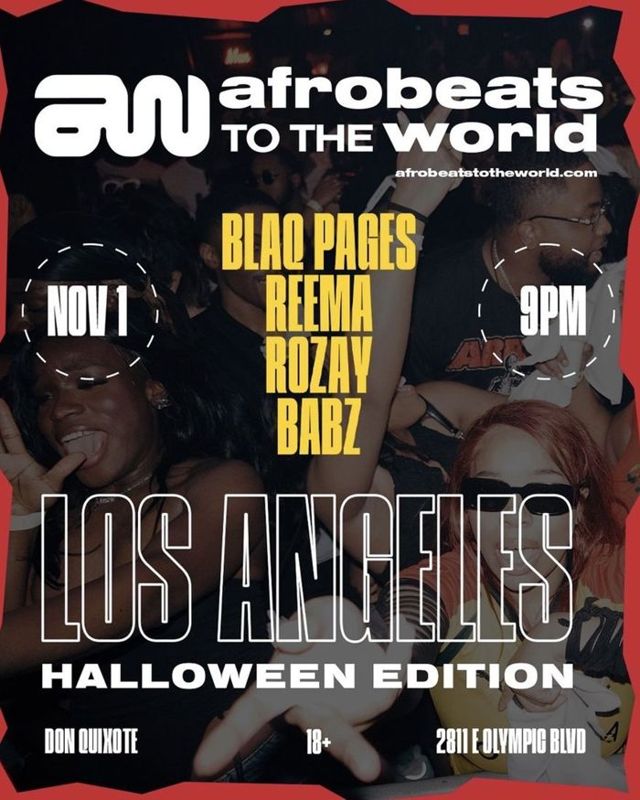 aw afrobeats
TO THE world
afrobeatstotheworld.com
BLAQ PAGES
REEMA
ROZAY
BABZ
NOV 1
9PM
LOS ANGELES
HALLOWEEN EDITION
DON QUIXOTE
18+
2811 E OLYMPIC BLVD